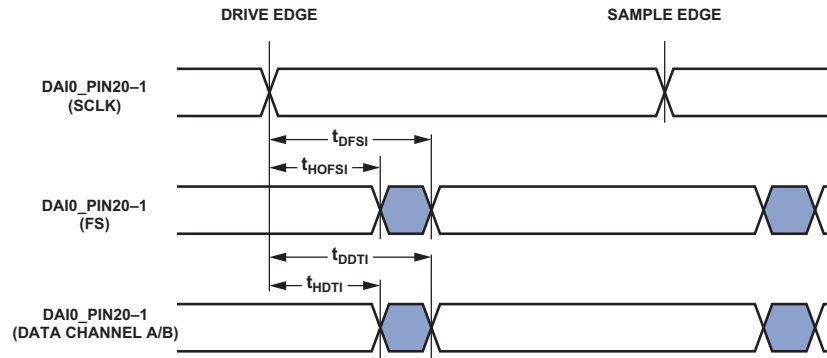 DRIVE EDGE
SAMPLE EDGE
DAI0_PIN20–1
(SCLK)
tDFSI
tHOFSI
DAI0_PIN20–1
(FS)
tDDTI
tHDTI
DAI0_PIN20–1
(DATA CHANNEL A/B)